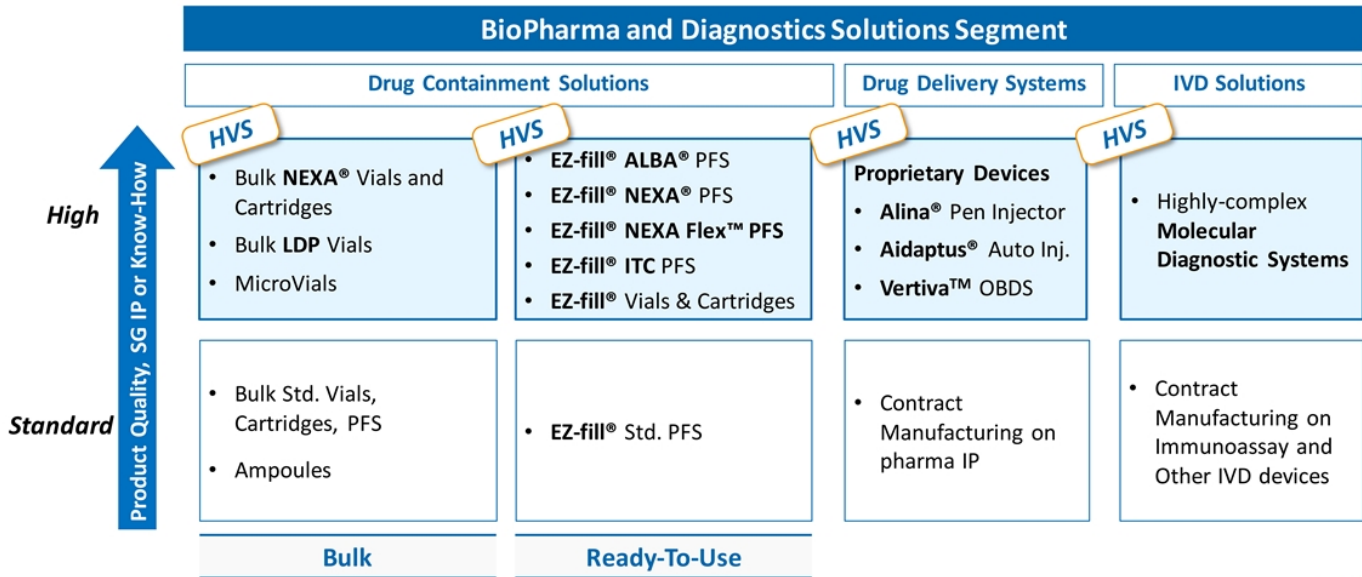 BioPharma and Diagnostics Solutions Segment
Drug Containment Solutions
Drug Delivery Systems
IVD Solutions
Product Quality, SG IP or Know-How
High
HVS
• Bulk NEXA® Vials and
Cartridges
• Bulk LDP Vials
• MicroVials
HVS
• EZ-fill® ALBA® PFS
• EZ-fill® NEXA® PFS
• EZ-fill® NEXA Flex™ PFS
• EZ-fill® ITC PFS
• EZ-fill® Vials & Cartridges
HVS
Proprietary Devices
• Alina® Pen Injector
• Aidaptus® Auto Inj.
• Vertiva™ OBDS
HVS
• Highly-complex
Molecular
Diagnostic Systems
Standard
• Bulk Std. Vials,
Cartridges, PFS
• Ampoules
• EZ-fill® Std. PFS
• Contract
Manufacturing on
pharma IP
• Contract
Manufacturing on
Immunoassay and
Other IVD devices
Bulk
Ready-To-Use